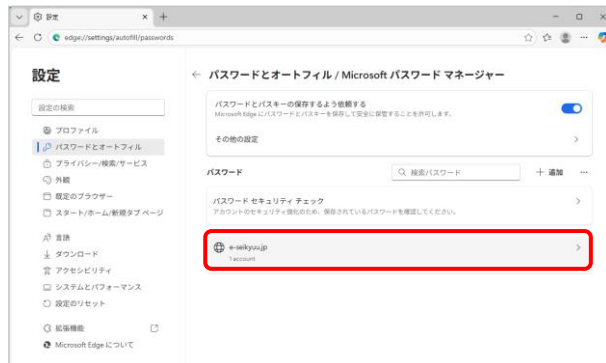 設定
edge://settings/autofill/passwords
設定
設定の検索
プロファイル
パスワードとオートフィル
プライバシー/検索/サービス
外観
既定のブラウザー
スタート/ホーム/新規タブ ページ
言語
ダウンロード
アクセシビリティ
システムとパフォーマンス
設定のリセット
拡張機能
Microsoft Edge について
パスワードとオートフィル / Microsoft パスワード マネージャー
パスワードとパスキーの保存するよう依頼する
Microsoft Edge にパスワードとパスキーを保存して安全に保管することを許可します。
その他の設定
パスワード
検索パスワード
追加
パスワード セキュリティ チェック
アカウントのセキュリティ強化のため、保存されているパスワードを確認してください。
e-seikyuu.jp
1 account